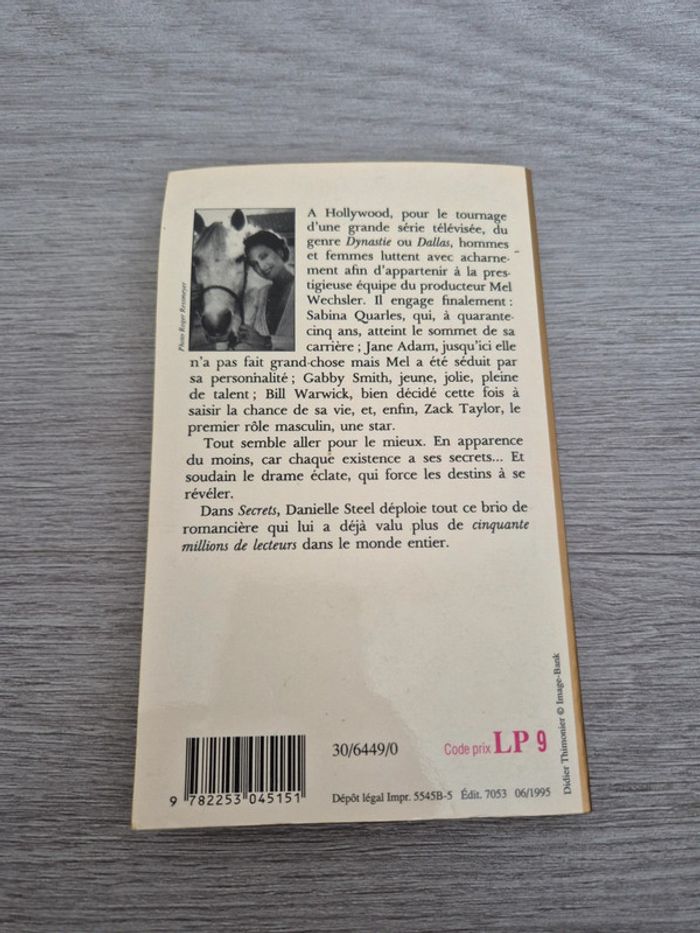 A Hollywood, pour le tournage
d'une grande série télévisée, du
genre Dynastie ou Dallas, hommes
et femmes luttent avec acharne-
ment afin d'appartenir à la pres-
tigieuse équipe du producteur Mel
Wechsler. Il engage finalement :
Sabina Quarles, qui, à quarante-
cinq ans, atteint le sommet de sa
carrière ; Jane Adam, jusqu'ici elle
n'a pas fait grand-chose mais Mel a été séduit par
sa personnalité ; Gabby Smith, jeune, jolie, pleine
de talent ; Bill Warwick, bien décidé cette fois à
saisir la chance de sa vie, et, enfin, Zack Taylor, le
premier rôle masculin, une star.
Tout semble aller pour le mieux. En apparence
du moins, car chaque existence a ses secrets... Et
soudain le drame éclate, qui force les destins à se
révéler.
Dans Secrets, Danielle Steel déploie tout ce brio de
romancière qui lui a déjà valu plus de cinquante
millions de lecteurs dans le monde entier.
Photo Roger Ressmeyer
30/6449/0
Code prix LP 9
9 782253 045151
Dépôt légal Impr. 5545B-5 Édit. 7053 06/1995
Didier Thimonier © Image-Bank